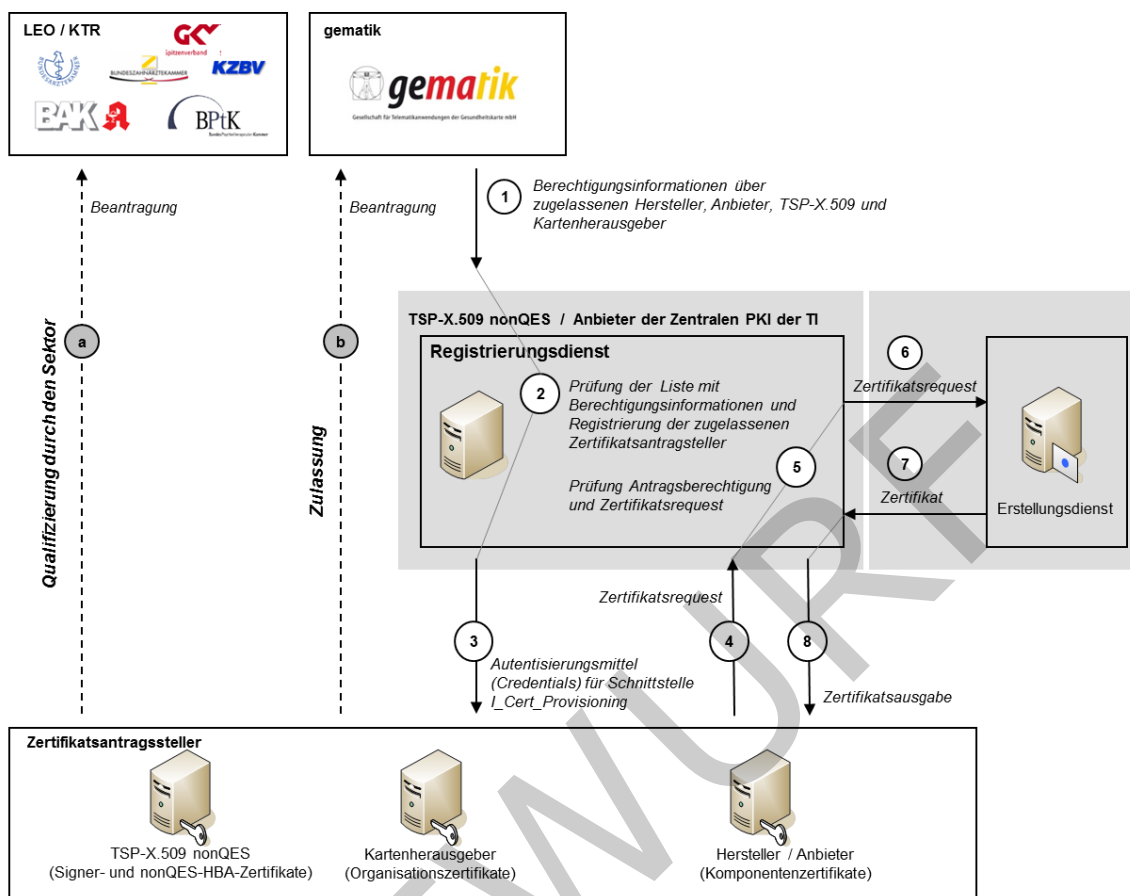 LEO / KTR
GKV
Spitzenverband
BUNDESÄRZTEKAMMER
BUNDESZAHNÄRZTEKAMMER
KZBV
BAK
BPtK
gematik
gematik
Gesellschaft für Telematikanwendungen der Gesundheitskarte mbH
1
Berechtigungsinformationen über
zugelassenen Hersteller, Anbieter, TSP-X.509 und
Kartenherausgeber
Beantragung
Beantragung
a
Qualifizierung durch den Sektor
b
Zulassung
TSP-X.509 nonQES / Anbieter der Zentralen PKI der TI
Registrierungsdienst
2
Prüfung der Liste mit
Berechtigungsinformationen und
Registrierung der zugelassenen
Zertifikatsantragsteller
5
Prüfung Antragsberechtigung
und Zertifikatsrequest
6
Zertifikatsrequest
7
Zertifikat
Erstellungsdienst
3
Autentisierungsmittel
(Credentials) für Schnittstelle
I_Cert_Provisioning
Zertifikatsrequest
4
8
Zertifikatsausgabe
Zertifikatsantragssteller
TSP-X.509 nonQES
(Signer- und nonQES-HBA-Zertifikate)
Kartenherausgeber
(Organisationszertifikate)
Hersteller / Anbieter
(Komponentenzertifikate)
TWURF